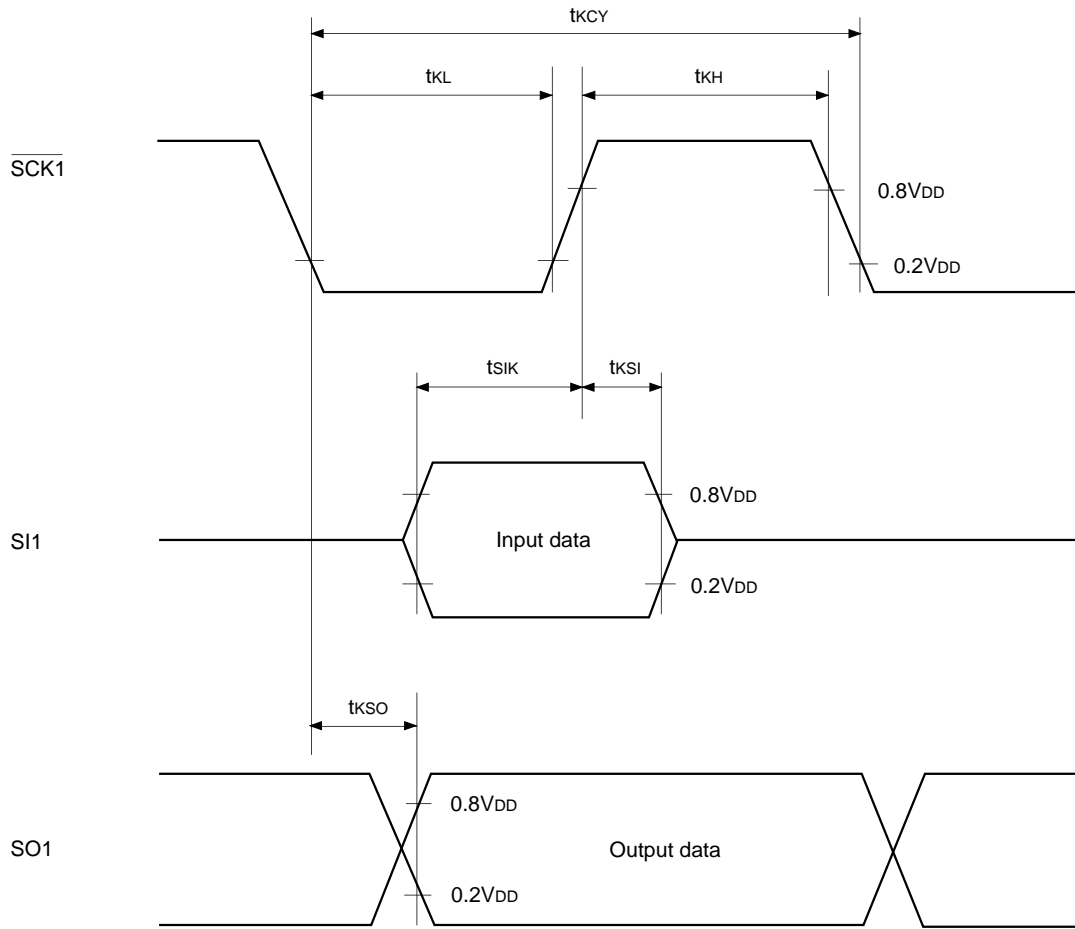 tKCY
tKL
tKH
SCK1
0.8VDD
0.2VDD
tSIK
tKSI
0.8VDD
SI1
Input data
0.2VDD
tKSO
0.8VDD
SO1
Output data
0.2VDD